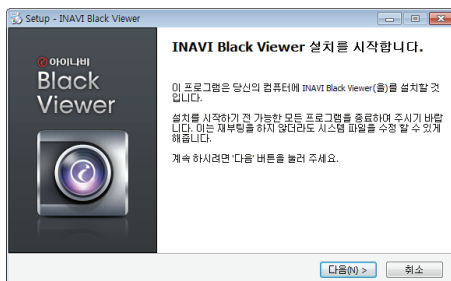 Setup - INAVI Black Viewer
아이나비
Black
Viewer
INAVI Black Viewer 설치를 시작합니다.
이 프로그램은 당신의 컴퓨터에 INAVI Black Viewer(을)를 설치할 것
입니다.
설치를 시작하기 전 가능한 모든 프로그램을 종료하여 주시기 바랍
니다. 이는 재부팅을 하지 않더라도 시스템 파일을 수정 할 수 있게
해줍니다.
계속 하시려면 '다음' 버튼을 눌러 주세요.
다음(N) >
취소